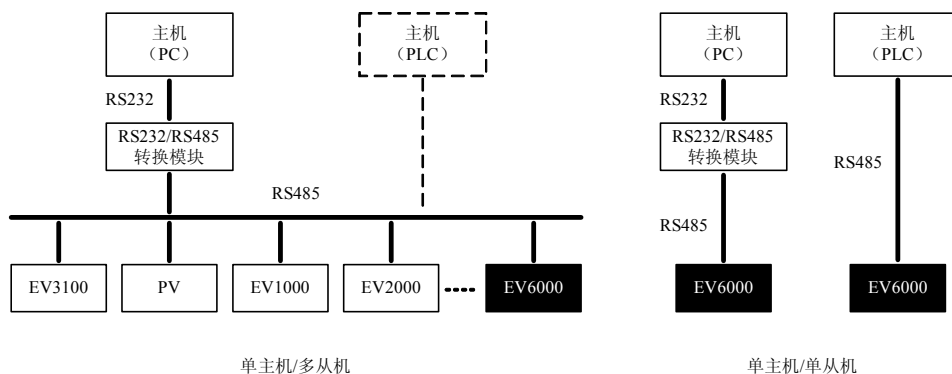 主机
（PC）
主机
（PLC）
RS232
RS232/RS485
转换模块
RS485
EV3100
PV
EV1000
EV2000
EV6000
单主机/多从机
主机
（PC）
主机
（PLC）
RS232
RS232/RS485
转换模块
RS485
RS485
EV6000
EV6000
单主机/单从机